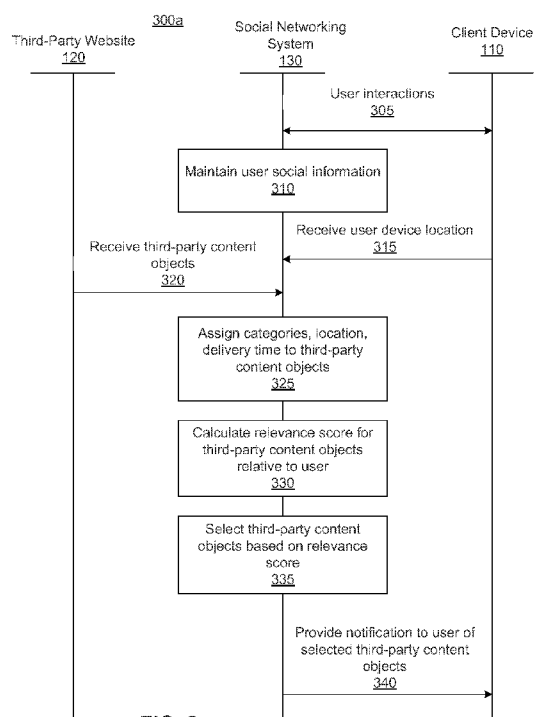 300a
Third-Party Website
120
Social Networking
System
130
Client Device
110
User interactions
305
Maintain user social information
310
Receive user device location
315
Receive third-party content
objects
320
Assign categories, location,
delivery time to third-party
content objects
325
Calculate relevance score for
third-party content objects
relative to user
330
Select third-party content
objects based on relevance
score
335
Provide notification to user of
selected third-party content
objects
340